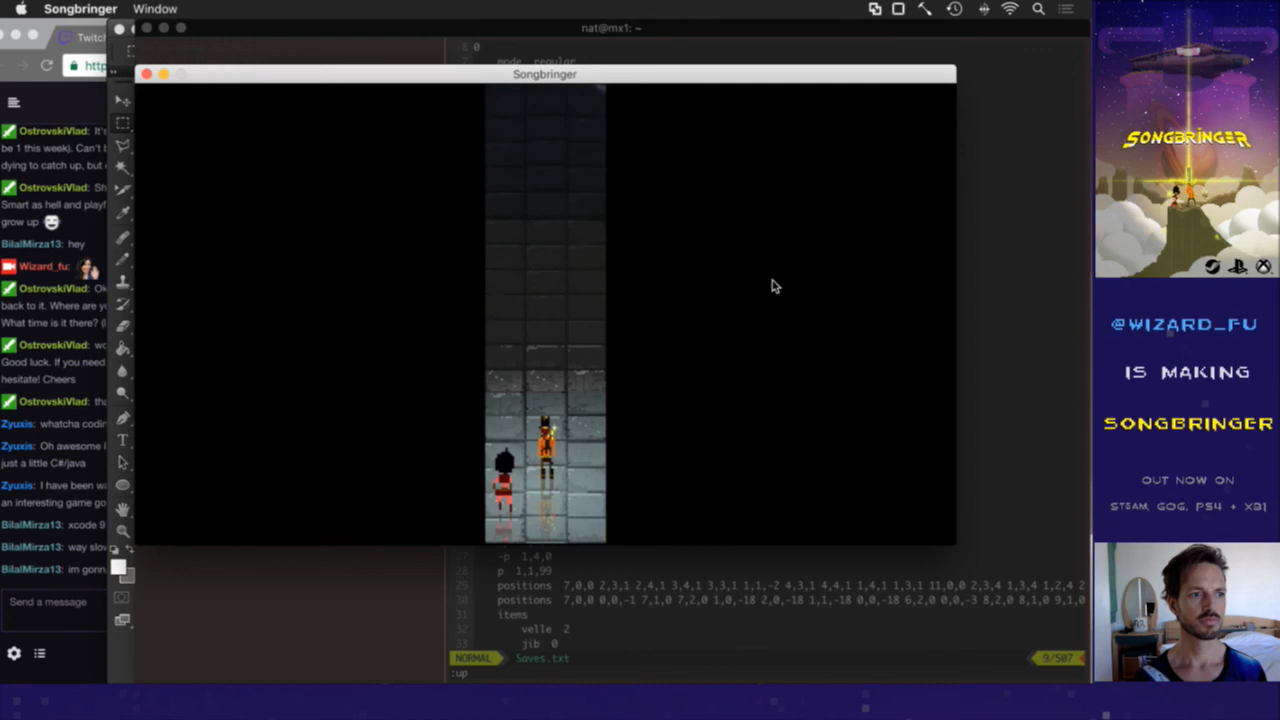 Songbringer Window
nat@mx1: ~
Twitch
http
6 0
mode regular
Songbringer
OstrovskiVlad: It's
be 1 this week). Can't b
dying to catch up, but
OstrovskiVlad: Sh
Smart as hell and playf
grow up
BilalMirza13: hey
Wizard_fu:
OstrovskiVlad: Ok
back to it. Where are yo
What time is it there? (I
OstrovskiVlad: wo
Good luck. If you need
hesitate! Cheers
OstrovskiVlad: tha
Zyuxis: whatcha codin
Zyuxis: Oh awesome I
just a little C#/java
Zyuxis: I have been wa
an interesting game go
BilalMirza13: xcode 9
BilalMirza13: way slow
BilalMirza13: im gonn
Send a message
-p 1,4,0
28 p 1,1,99
29 positions 7,0,0 2,3,1 2,4,1 3,4,1 3,3,1 1,1,-2 4,3,1 4,4,1 1,4,1 1,3,1 11,0,0 2,3,4 1,3,4 1,2,4 2
30 positions 7,0,0 0,0,-1 7,1,0 7,2,0 1,0,-18 2,0,-18 1,1,-18 0,0,-18 6,2,0 0,0,-3 8,2,0 8,1,0 9,1,0
31 items
32 velle 2
33 jib 0
NORMAL Saves.txt 9/507
:up
SONGBRINGER
@WIZARD_FU
IS MAKING
SONGBRINGER
OUT NOW ON
STEAM, GOG, PS4 + XB1